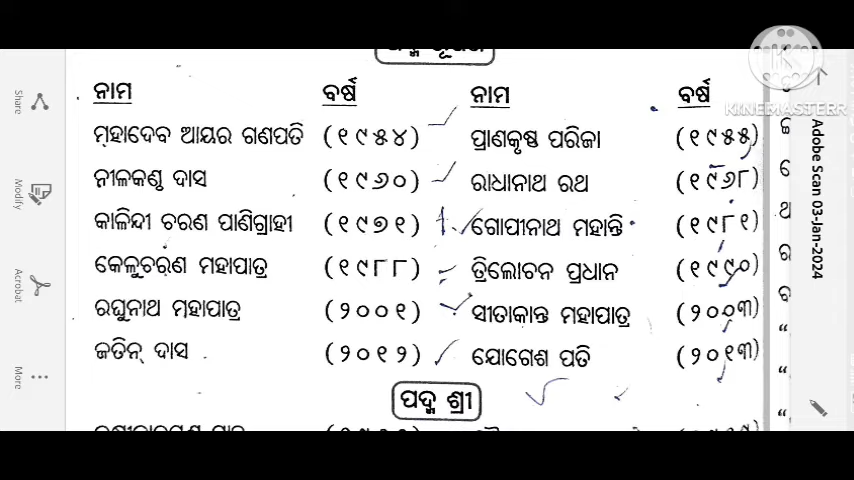 ନାମ ବର୍ଷ ନାମ ବର୍ଷ
ମହାଦେବ ଆୟର ଗଣପତି (୧୯୫୪) ପ୍ରାଣକୃଷ୍ଣ ପରିଜା (୧୯୫୫)
ନୀଳକଣ୍ଠ ଦାସ (୧୯୬୦) ରାଧାନାଥ ରଥ (୧୯୬୮)
କାଳିନ୍ଦୀ ଚରଣ ପାଣିଗ୍ରାହୀ (୧୯୭୧) ଗୋପୀନାଥ ମହାନ୍ତି (୧୯୮୧)
କେଳୁଚରଣ ମହାପାତ୍ର (୧୯୮୮) ତ୍ରିଲୋଚନ ପ୍ରଧାନ (୧୯୯୦)
ରଘୁନାଥ ମହାପାତ୍ର (୨୦୦୧) ସୀତାକାନ୍ତ ମହାପାତ୍ର (୨୦୦୩)
ଜତିନ୍ ଦାସ (୨୦୧୨) ଯୋଗେଶ ପତି (୨୦୧୩)
ପଦ୍ମ ଶ୍ରୀ
Share
Modify
Acrobat
More
Adobe Scan 03-Jan-2024
KINEMASTER